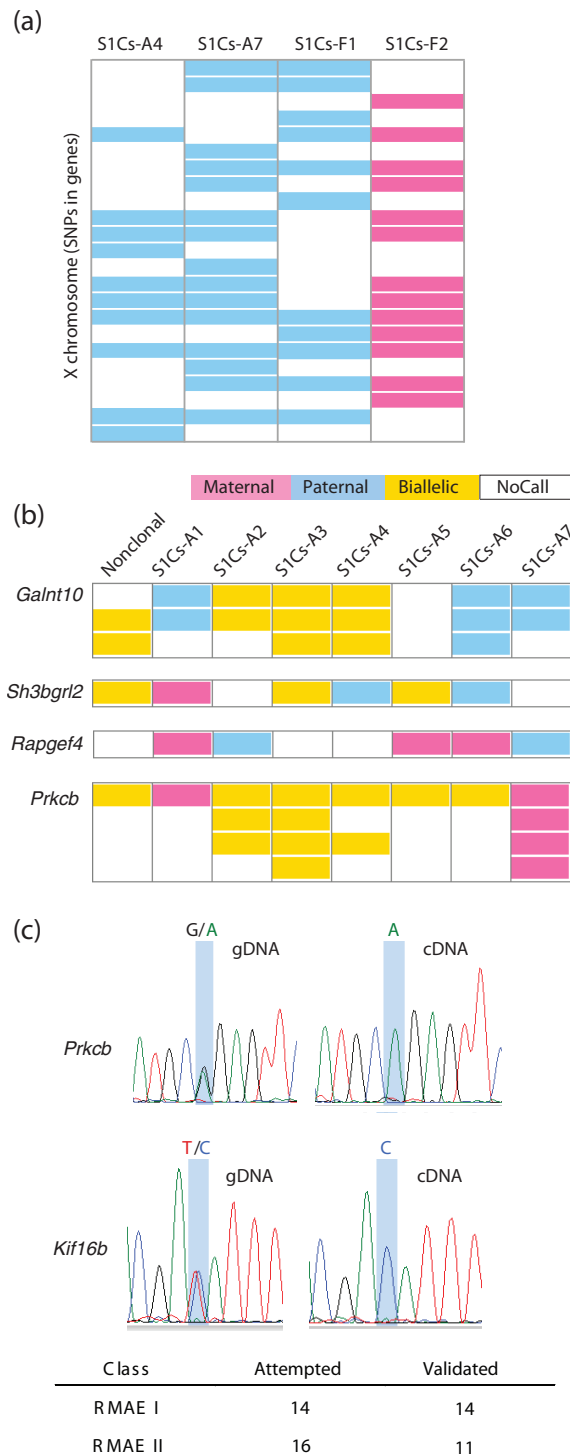 (a)
S1Cs-A4 S1Cs-A7 S1Cs-F1 S1Cs-F2
X chromosome (SNPs in genes)
Maternal Paternal Biallelic NoCall
(b)
Nonclonal S1Cs-A1 S1Cs-A2 S1Cs-A3 S1Cs-A4 S1Cs-A5 S1Cs-A6 S1Cs-A7
Galnt10
Sh3bgrl2
Rapgef4
Prkcb
(c)
G/A A
gDNA cDNA
Prkcb
T/C C
gDNA cDNA
Kif16b
Class Attempted Validated
RMAE I 14 14
RMAE II 16 11